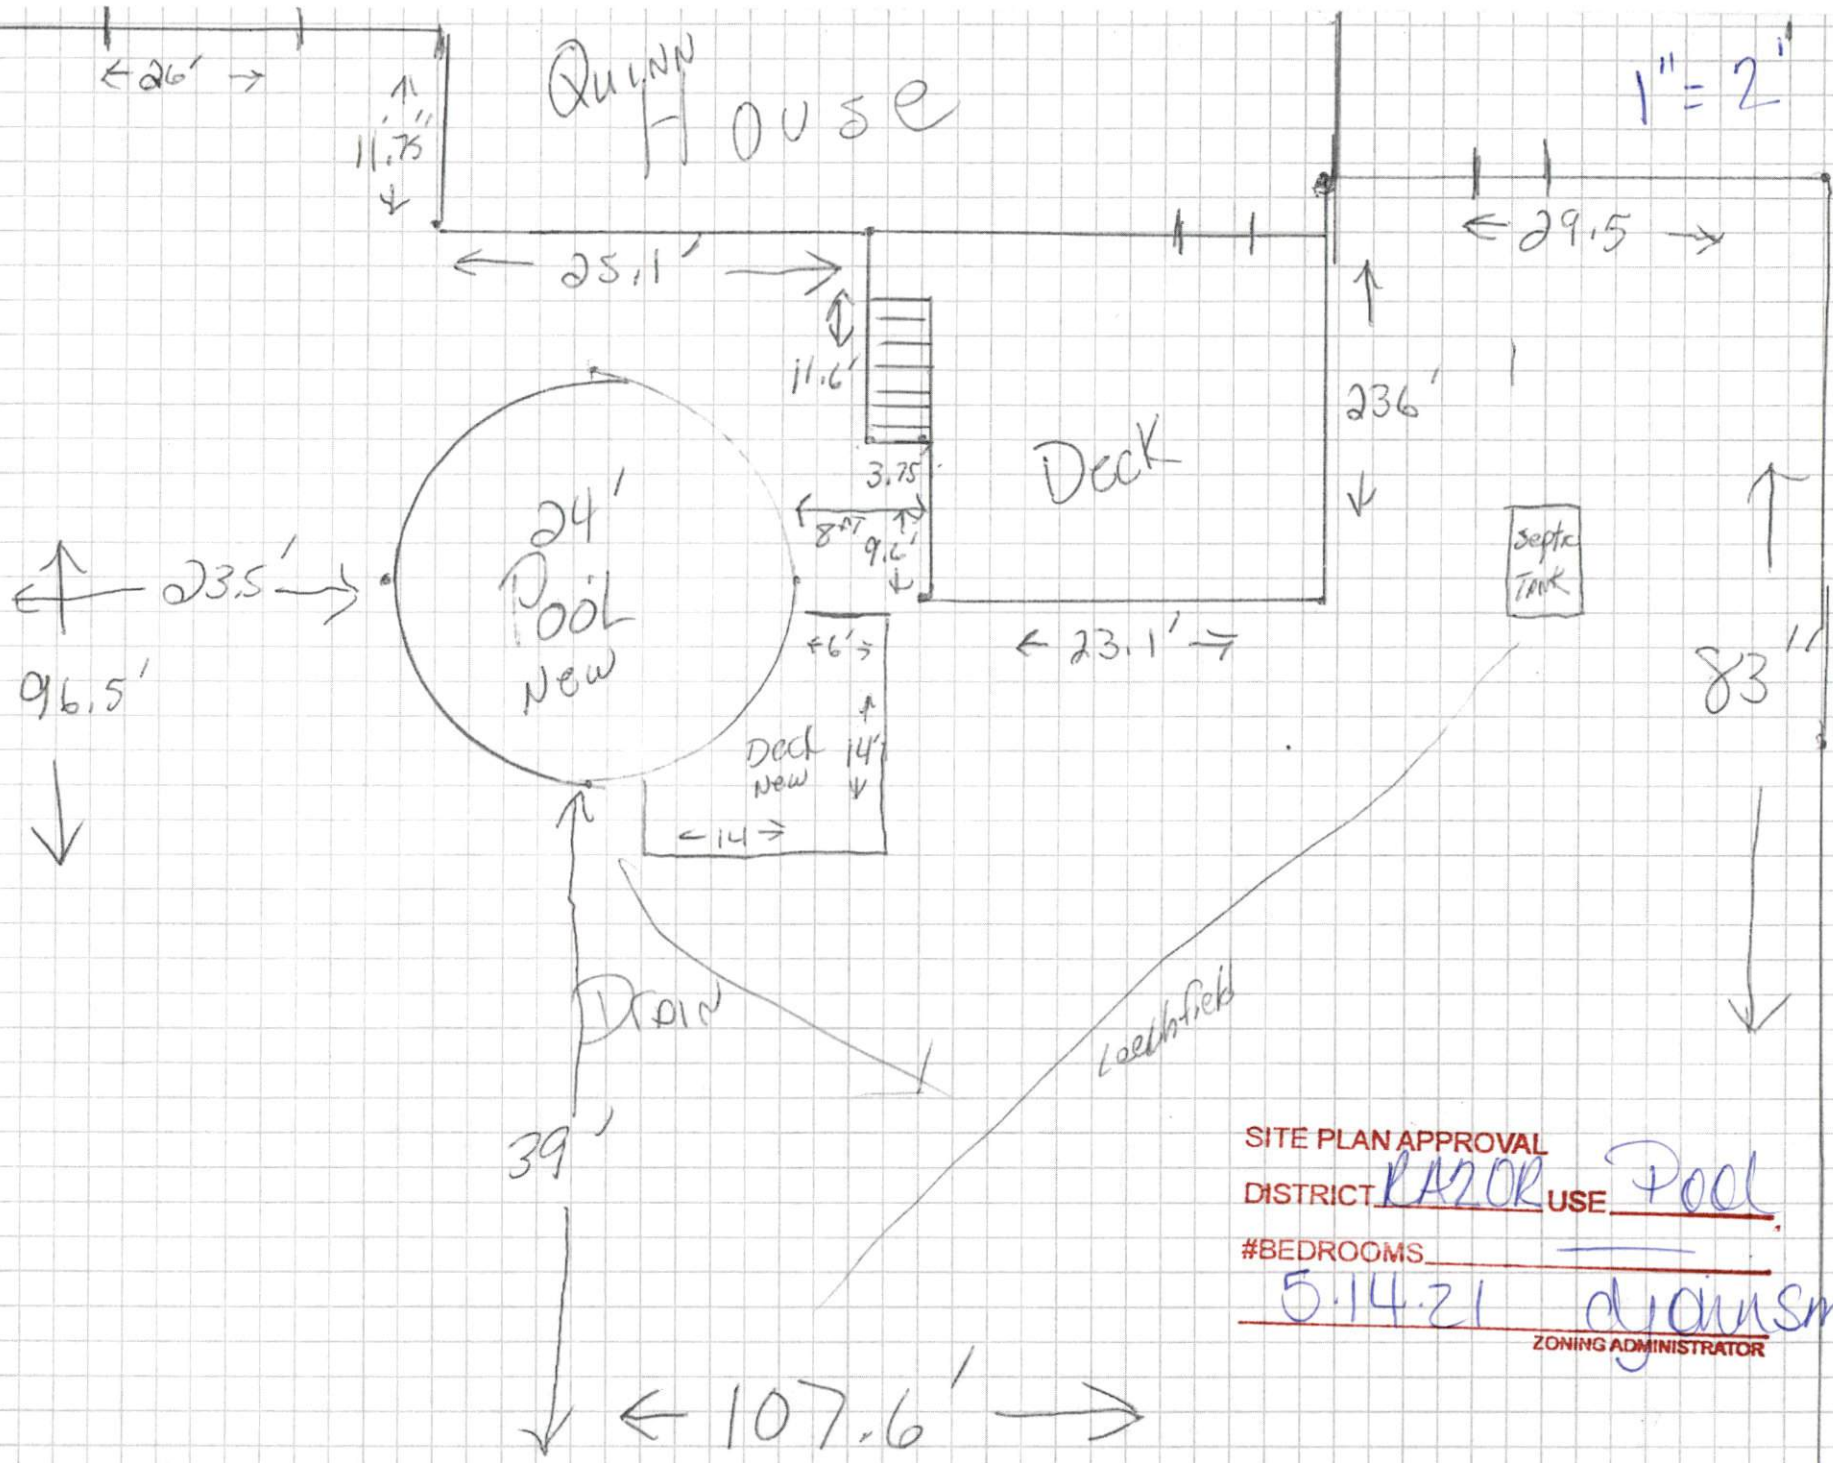 QUINN
House
1" = 2"
26'
11.75"
25.1'
29.5
11.6'
236'
3.75'
8 FT
9.6'
Deck
24'
Pool
New
23.5'
96.5'
6'
23.1'
Septic
TANK
83"
Deck
New
14'
14
DrAIN
Leachfield
39'
SITE PLAN APPROVAL
DISTRICT RA20R USE Pool
#BEDROOMS
5.14.21
ZONING ADMINISTRATOR
107.6'